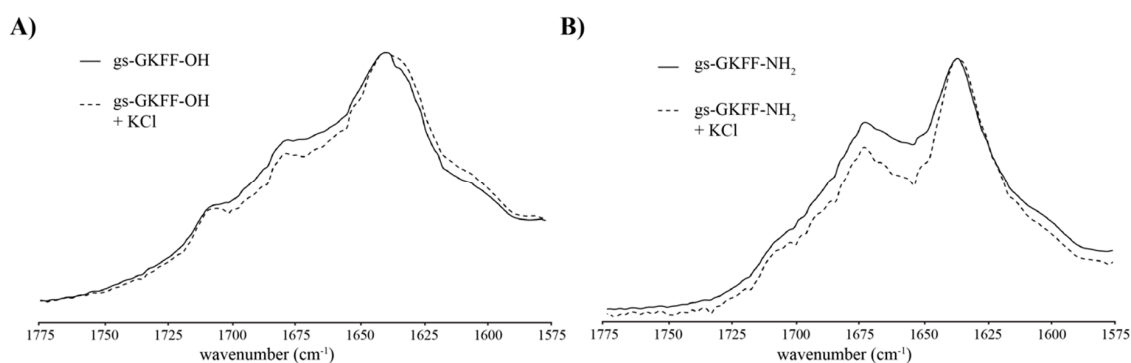 A)
gs-GKFF-OH
gs-GKFF-OH
+ KCl
1775 1750 1725 1700 1675 1650 1625 1600 1575
wavenumber (cm⁻¹)
B)
gs-GKFF-NH₂
gs-GKFF-NH₂
+ KCl
1775 1750 1725 1700 1675 1650 1625 1600 1575
wavenumber (cm⁻¹)